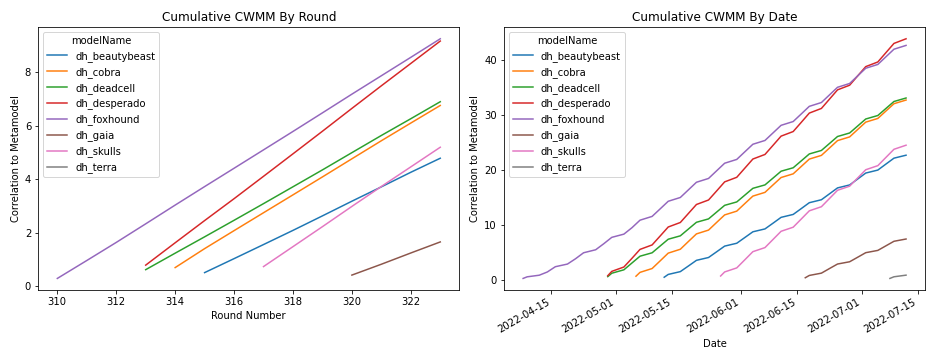 Cumulative CWMM By Round
Correlation to Metamodel
8
6
4
2
0
modelName
dh_beautybeast
dh_cobra
dh_deadcell
dh_desperado
dh_foxhound
dh_gaia
dh_skulls
dh_terra
310 312 314 316 318 320 322
Round Number
Cumulative CWMM By Date
Correlation to Metamodel
40
30
20
10
0
modelName
dh_beautybeast
dh_cobra
dh_deadcell
dh_desperado
dh_foxhound
dh_gaia
dh_skulls
dh_terra
2022-04-15 2022-05-01 2022-05-15 2022-06-01 2022-06-15 2022-07-01 2022-07-15
Date